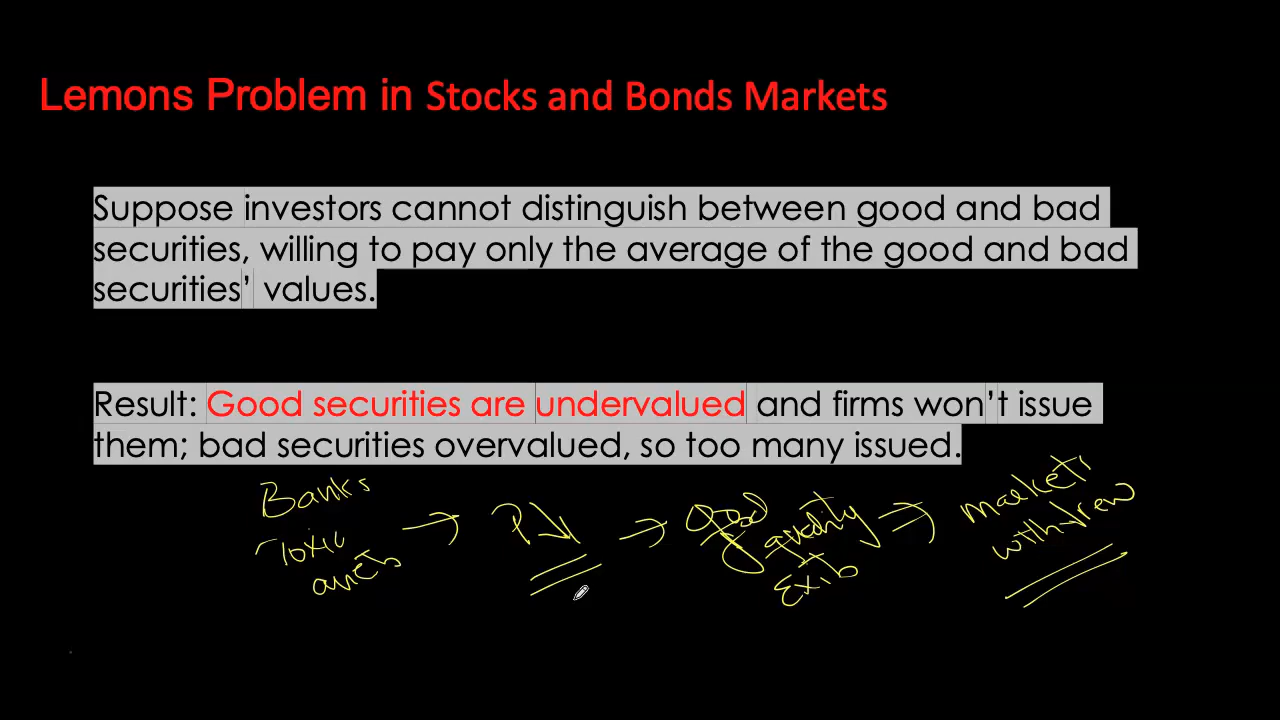 Lemons Problem in Stocks and Bonds Markets
Suppose investors cannot distinguish between good and bad
securities, willing to pay only the average of the good and bad
securities’ values.
Result: Good securities are undervalued and firms won’t issue
them; bad securities overvalued, so too many issued.
Banks
Toxic
assets
→ P↓ →
good
quality
exits
→
markets
withdrew